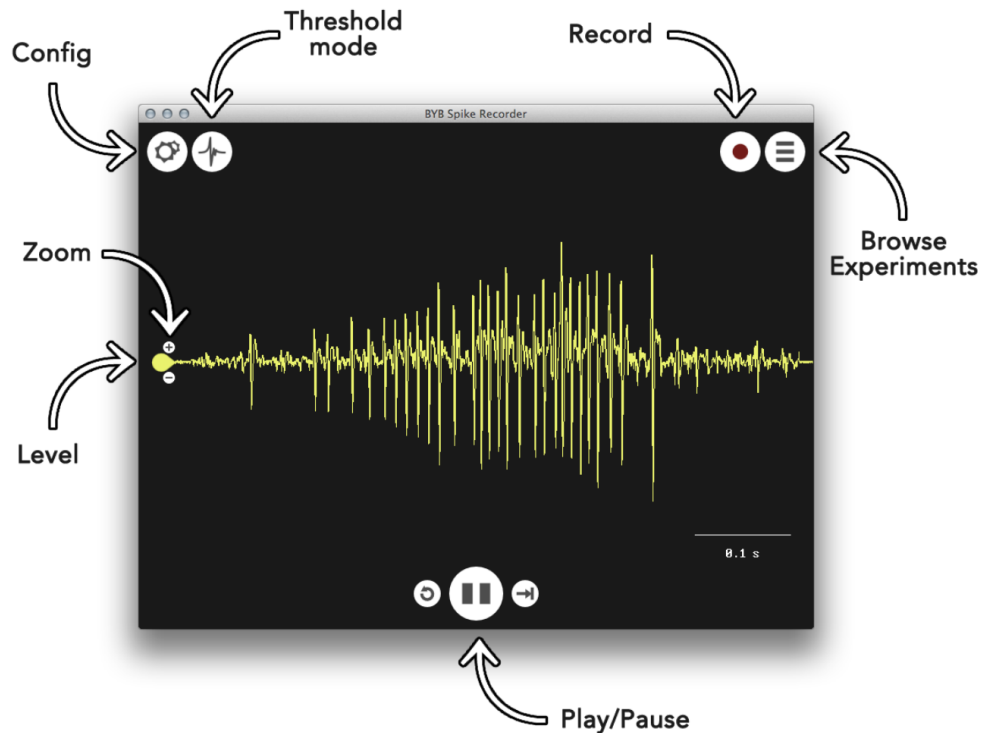 Threshold
mode
Record
Config
BYB Spike Recorder
Browse
Experiments
Zoom
Level
0.1 s
Play/Pause